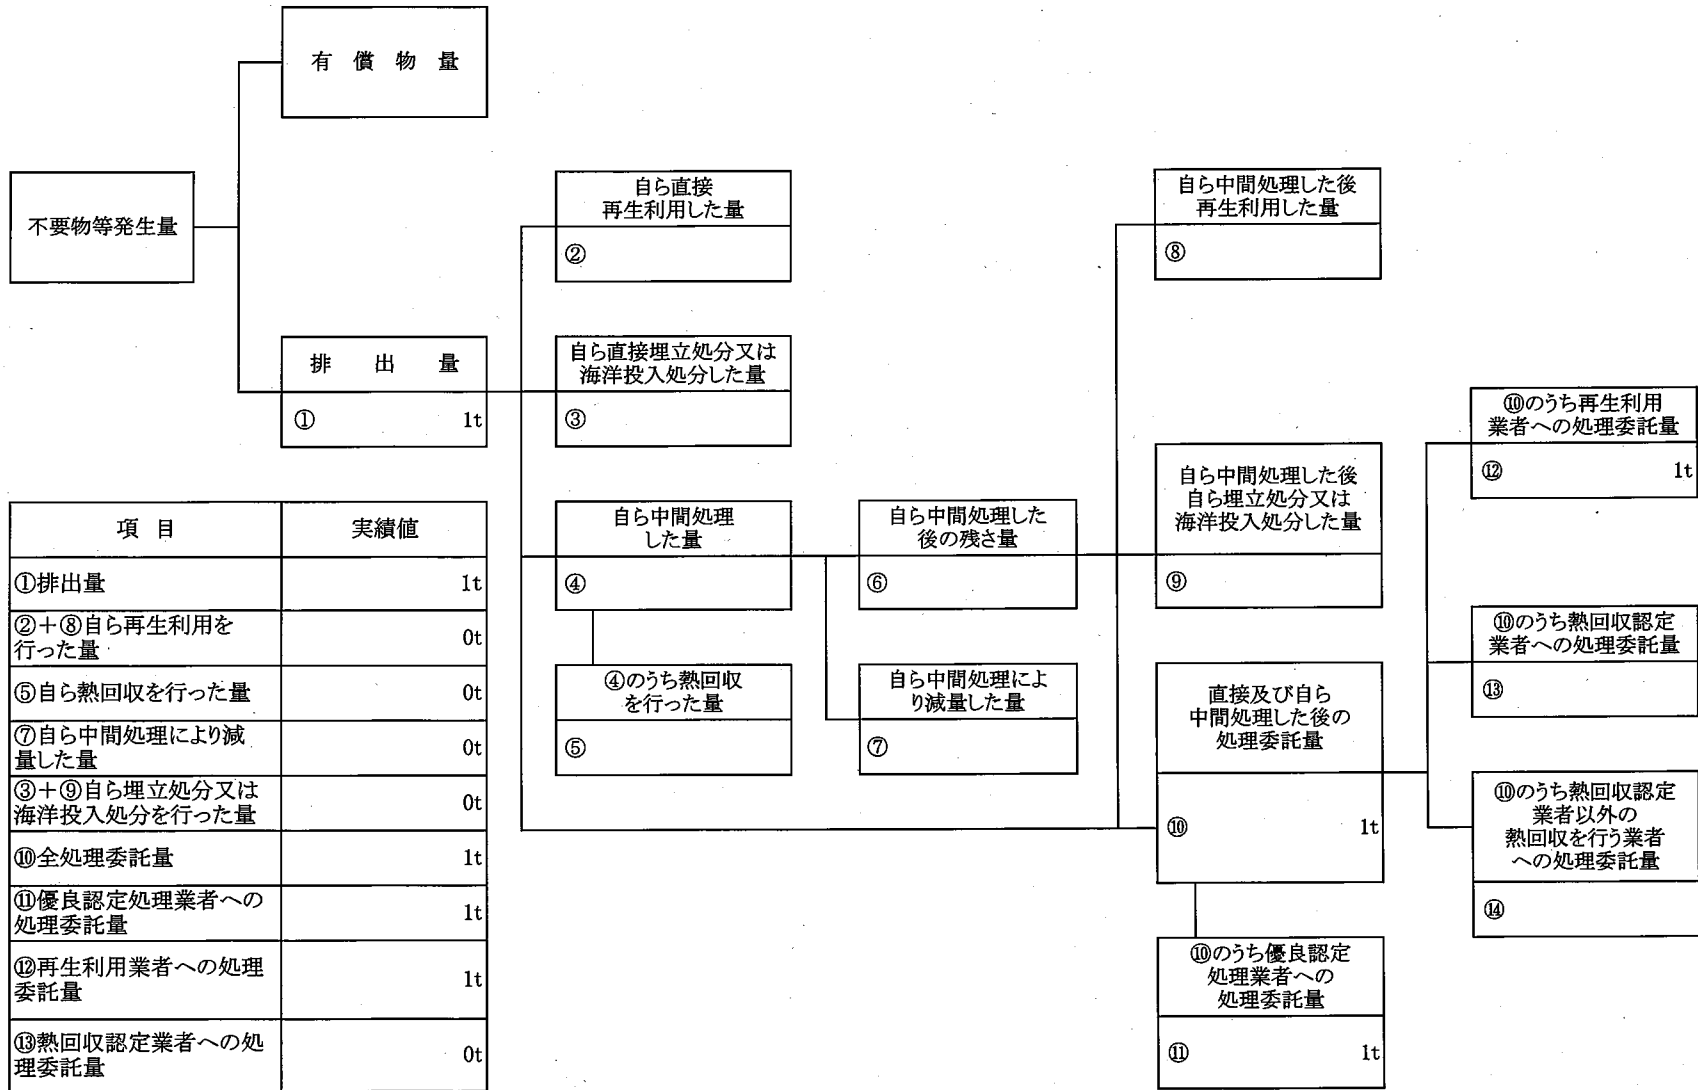 有 償 物 量
不要物等発生量
排 出 量
① 1t
自ら直接
再生利用した量
②
自ら直接埋立処分又は
海洋投入処分した量
③
自ら中間処理
した量
④
④のうち熱回収
を行った量
⑤
自ら中間処理した
後の残さ量
⑥
自ら中間処理によ
り減量した量
⑦
自ら中間処理した後
再生利用した量
⑧
自ら中間処理した後
自ら埋立処分又は
海洋投入処分した量
⑨
直接及び自ら
中間処理した後の
処理委託量
⑩ 1t
⑩のうち優良認定
処理業者への
処理委託量
⑪ 1t
⑩のうち再生利用
業者への処理委託量
⑫ 1t
⑩のうち熱回収認定
業者への処理委託量
⑬
⑩のうち熱回収認定
業者以外の
熱回収を行う業者
への処理委託量
⑭
項 目 実績値
①排出量 1t
②+⑧自ら再生利用を
行った量 0t
⑤自ら熱回収を行った量 0t
⑦自ら中間処理により減
量した量 0t
③+⑨自ら埋立処分又は
海洋投入処分を行った量 0t
⑩全処理委託量 1t
⑪優良認定処理業者への
処理委託量 1t
⑫再生利用業者への処理
委託量 1t
⑬熱回収認定業者への処
理委託量 0t